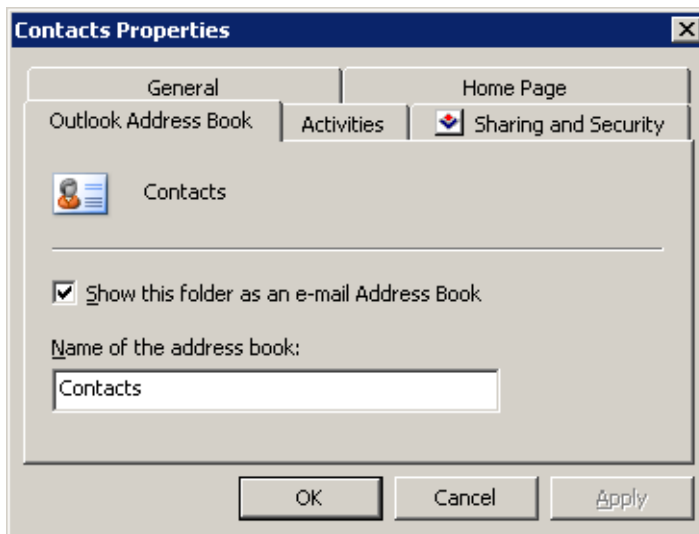 Contacts Properties
General Home Page
Outlook Address Book Activities Sharing and Security
Contacts
Show this folder as an e-mail Address Book
Name of the address book:
Contacts
OK Cancel Apply